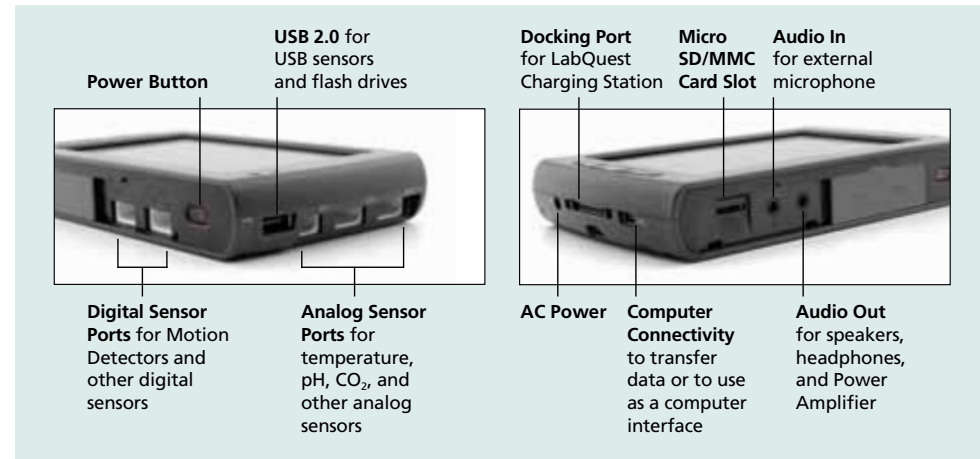 Power Button
USB 2.0 for
USB sensors
and flash drives
Digital Sensor
Ports for Motion
Detectors and
other digital
sensors
Analog Sensor
Ports for
temperature,
pH, CO₂, and
other analog
sensors
Docking Port
for LabQuest
Charging Station
Micro
SD/MMC
Card Slot
Audio In
for external
microphone
AC Power
Computer
Connectivity
to transfer
data or to use
as a computer
interface
Audio Out
for speakers,
headphones,
and Power
Amplifier